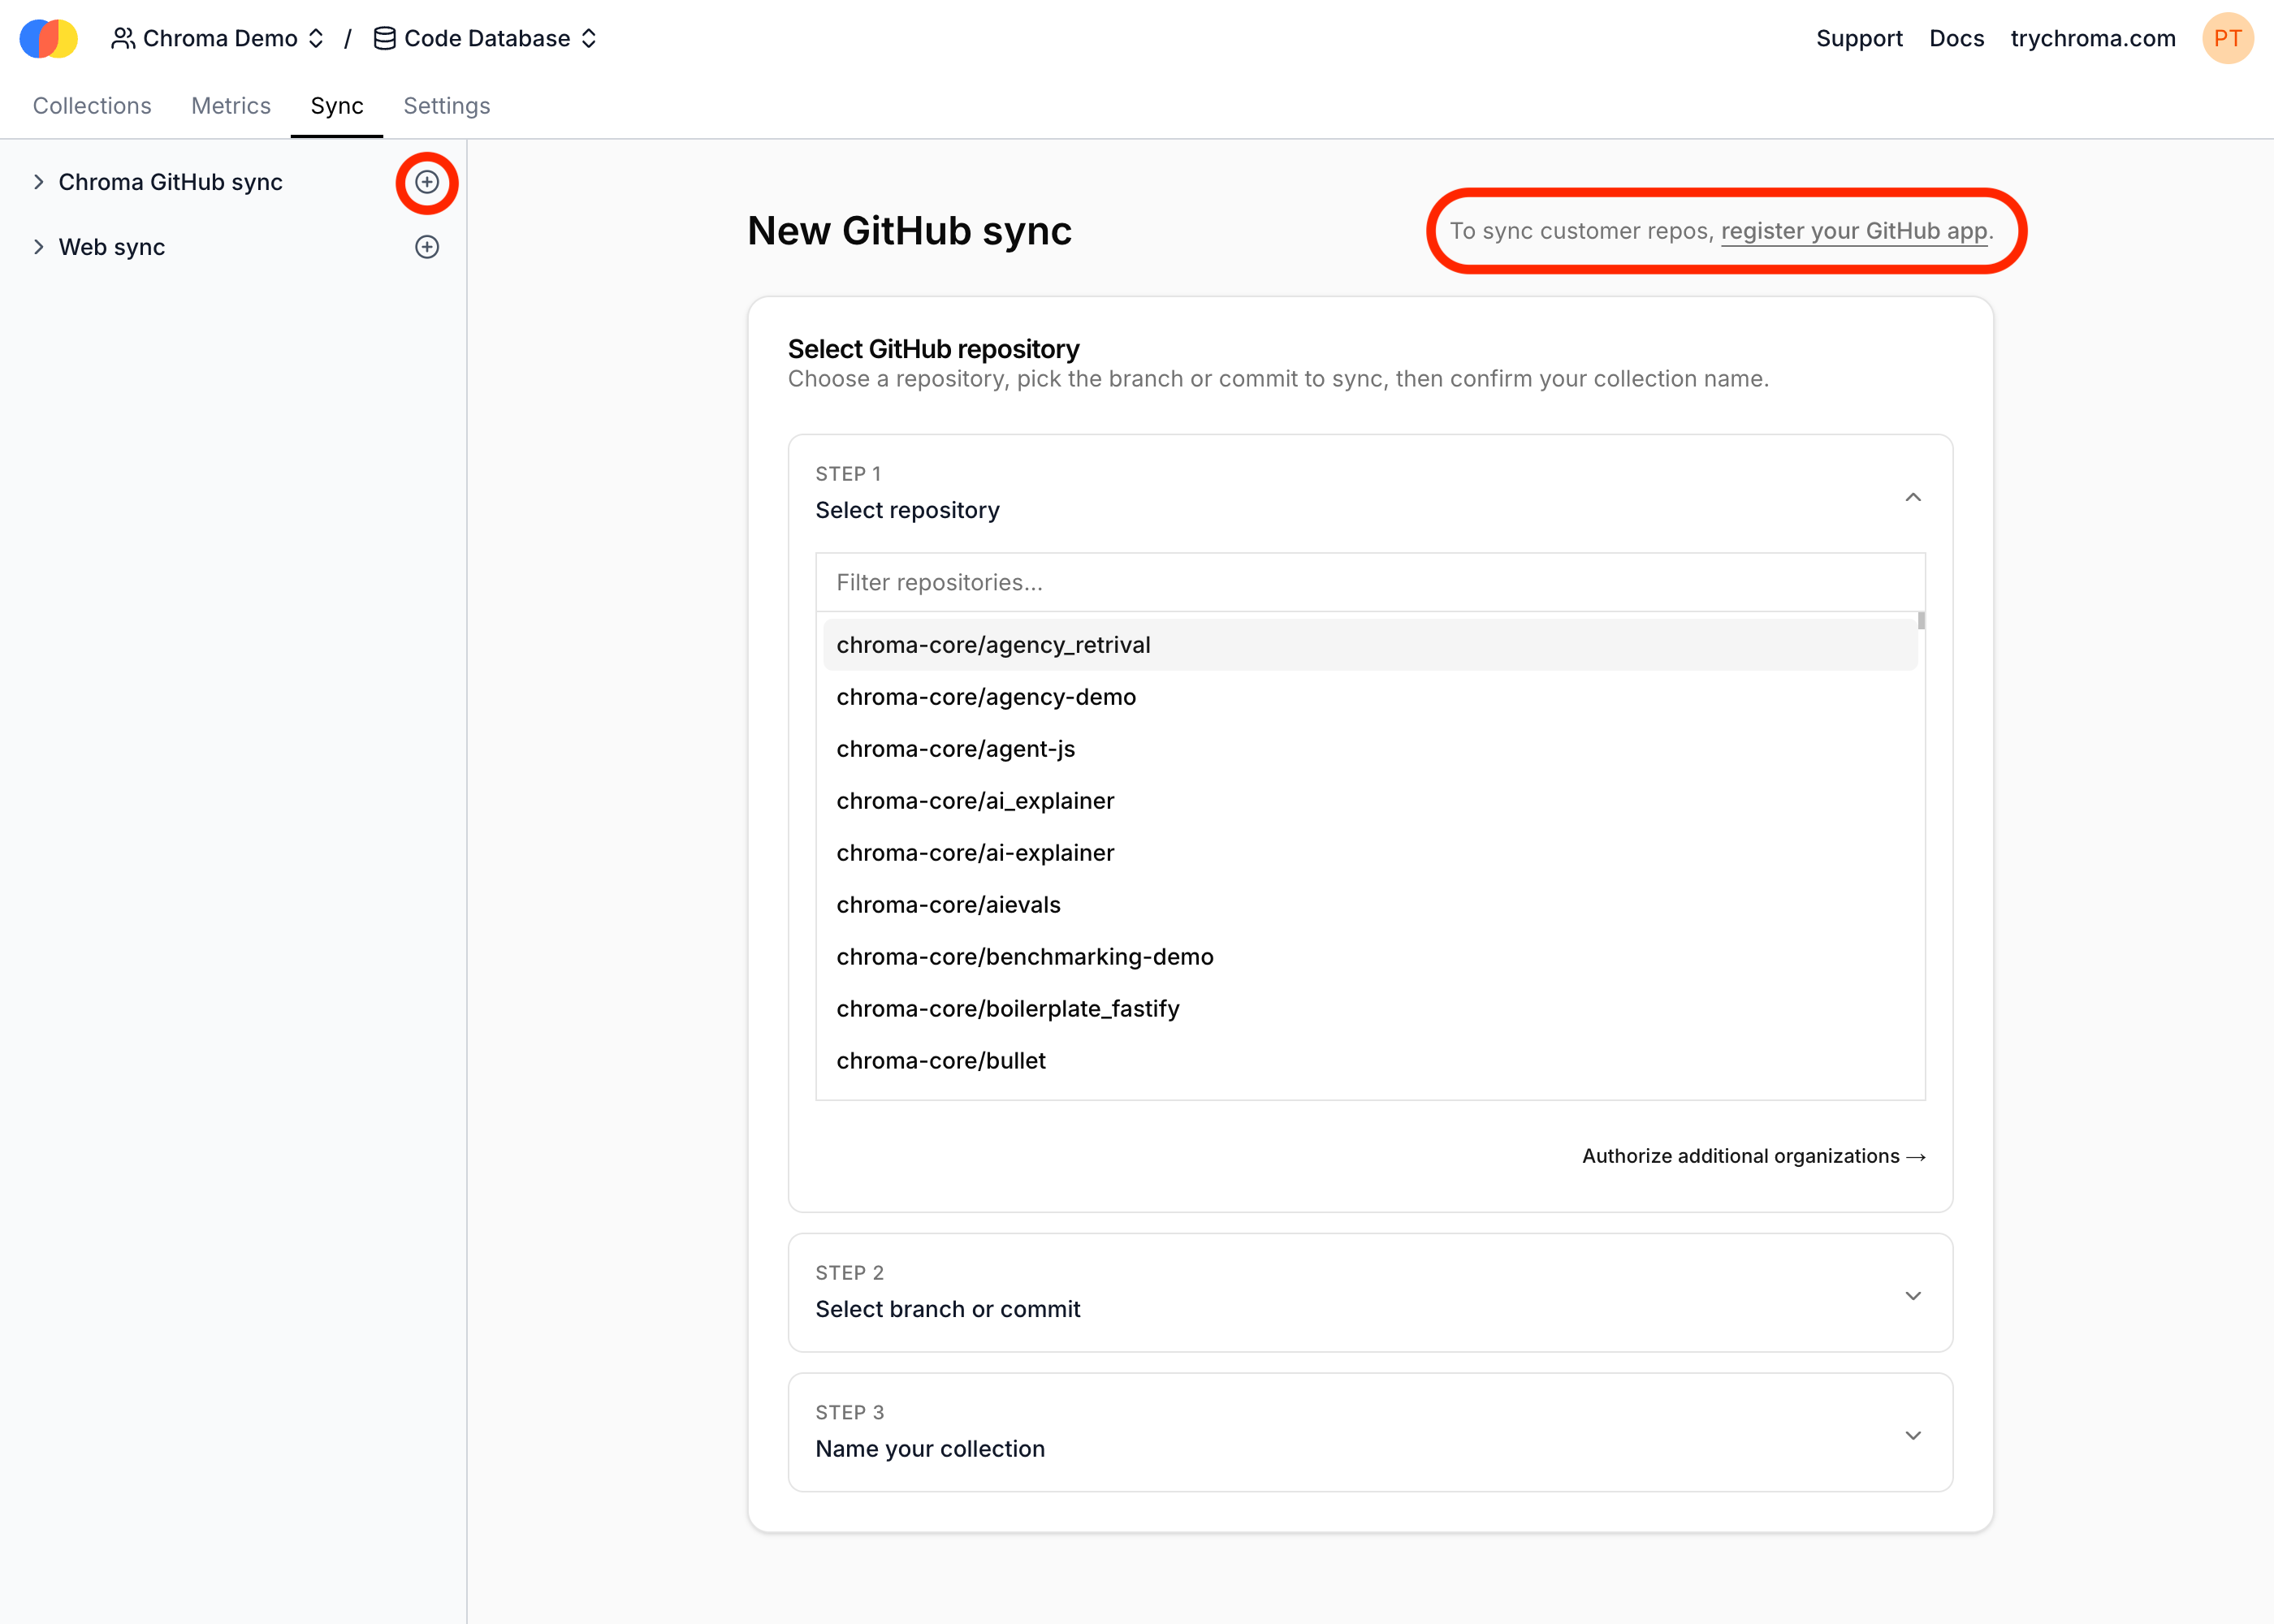 Chroma Demo / Code Database Support Docs trychroma.com PT
Collections Metrics Sync Settings
Chroma GitHub sync
Web sync
New GitHub sync
To sync customer repos, register your GitHub app.
Select GitHub repository
Choose a repository, pick the branch or commit to sync, then confirm your collection name.
STEP 1
Select repository
Filter repositories...
chroma-core/agency_retrival
chroma-core/agency-demo
chroma-core/agent-js
chroma-core/ai_explainer
chroma-core/ai-explainer
chroma-core/aievals
chroma-core/benchmarking-demo
chroma-core/boilerplate_fastify
chroma-core/bullet
Authorize additional organizations →
STEP 2
Select branch or commit
STEP 3
Name your collection